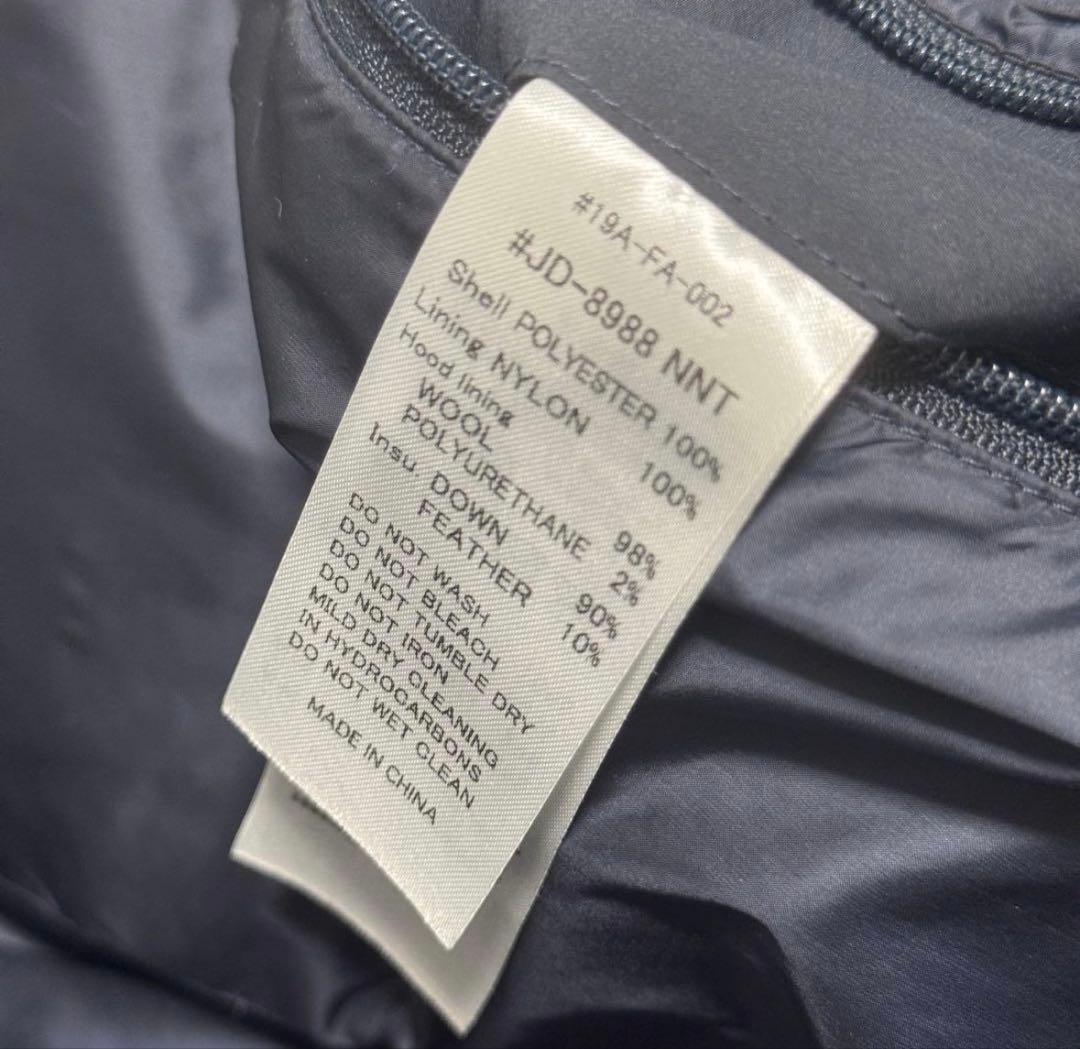 #19A-FA-002
#JD-8988 NNT
Shell POLYESTER 100%
Lining NYLON 100%
Hood lining
WOOL 98%
POLYURETHANE 2%
Insu. DOWN 90%
FEATHER 10%
DO NOT WASH
DO NOT BLEACH
DO NOT TUMBLE DRY
DO NOT IRON
MILD DRY CLEANING
IN HYDROCARBONS
DO NOT WET CLEAN
MADE IN CHINA